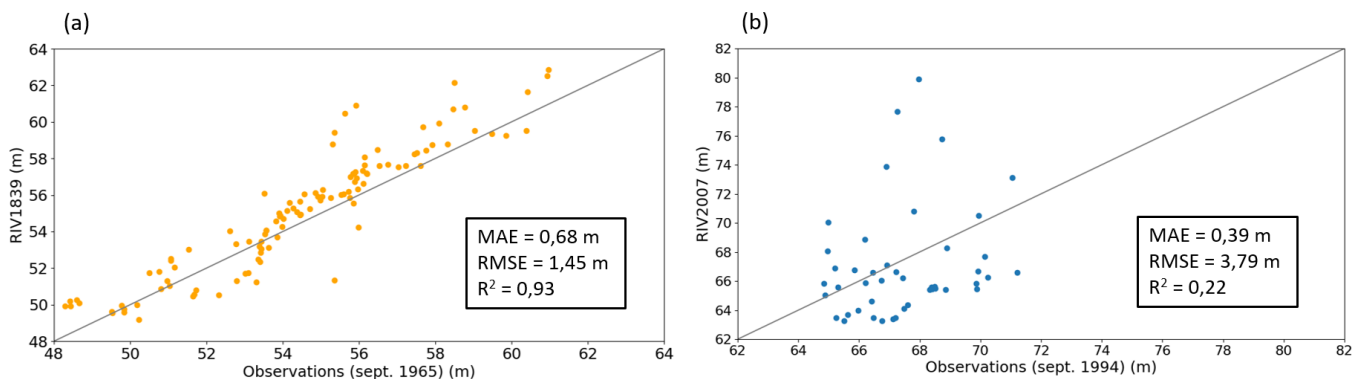 (a)
64
62
60
58
56
54
52
50
48
RIV1839 (m)
48 50 52 54 56 58 60 62 64
Observations (sept. 1965) (m)
MAE = 0,68 m
RMSE = 1,45 m
R² = 0,93
(b)
82
80
78
76
74
72
70
68
66
64
62
RIV2007 (m)
62 64 66 68 70 72 74 76 78 80 82
Observations (sept. 1994) (m)
MAE = 0,39 m
RMSE = 3,79 m
R² = 0,22